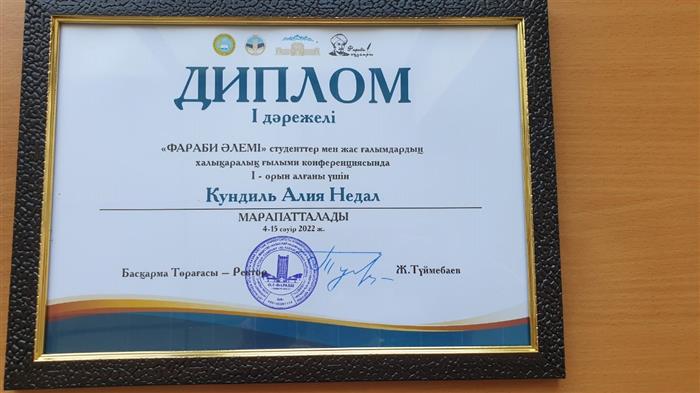 ДИПЛОМ
I дәрежелі
«ФАРАБИ ӘЛЕМІ» студенттер мен жас ғалымдардың
халықаралық ғылыми конференциясында
I - орын алғаны үшін
Кундиль Алия Недал
МАРАПАТТАЛАДЫ
4-15 сәуір 2022 ж.
Басқарма Төрағасы – Ректор
Ж.Түймебаев